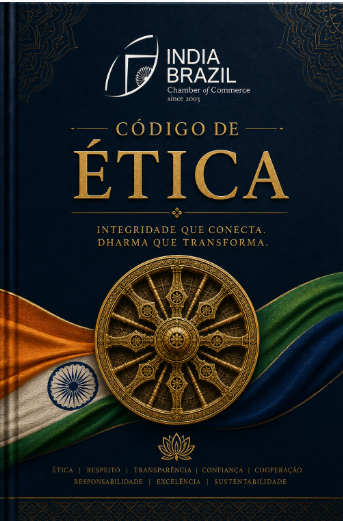 INDIA
BRAZIL
Chamber of Commerce
since 2003
CÓDIGO DE
ÉTICA
INTEGRIDADE QUE CONECTA.
DHARMA QUE TRANSFORMA.
ÉTICA | RESPEITO | TRANSPARÊNCIA | CONFIANÇA | COOPERAÇÃO
RESPONSABILIDADE | EXCELÊNCIA | SUSTENTABILIDADE